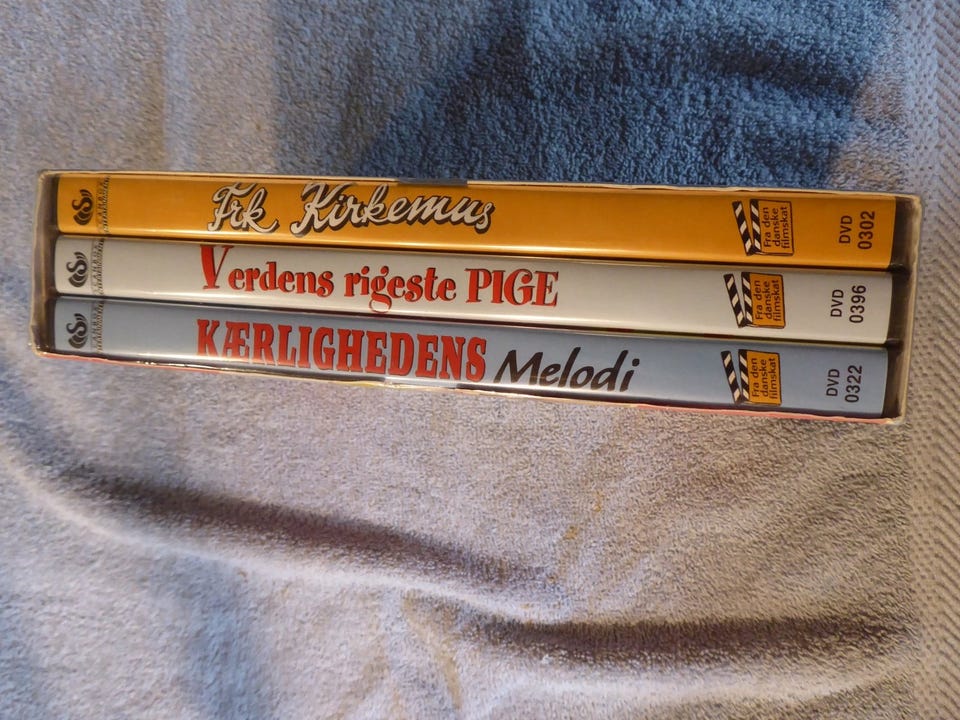 Frk Kirkemus
Fra den
danske
filmskat
DVD
0302
Verdens rigeste PIGE
Fra den
danske
filmskat
DVD
0396
KÆRLIGHEDENS Melodi
Fra den
danske
filmskat
DVD
0322